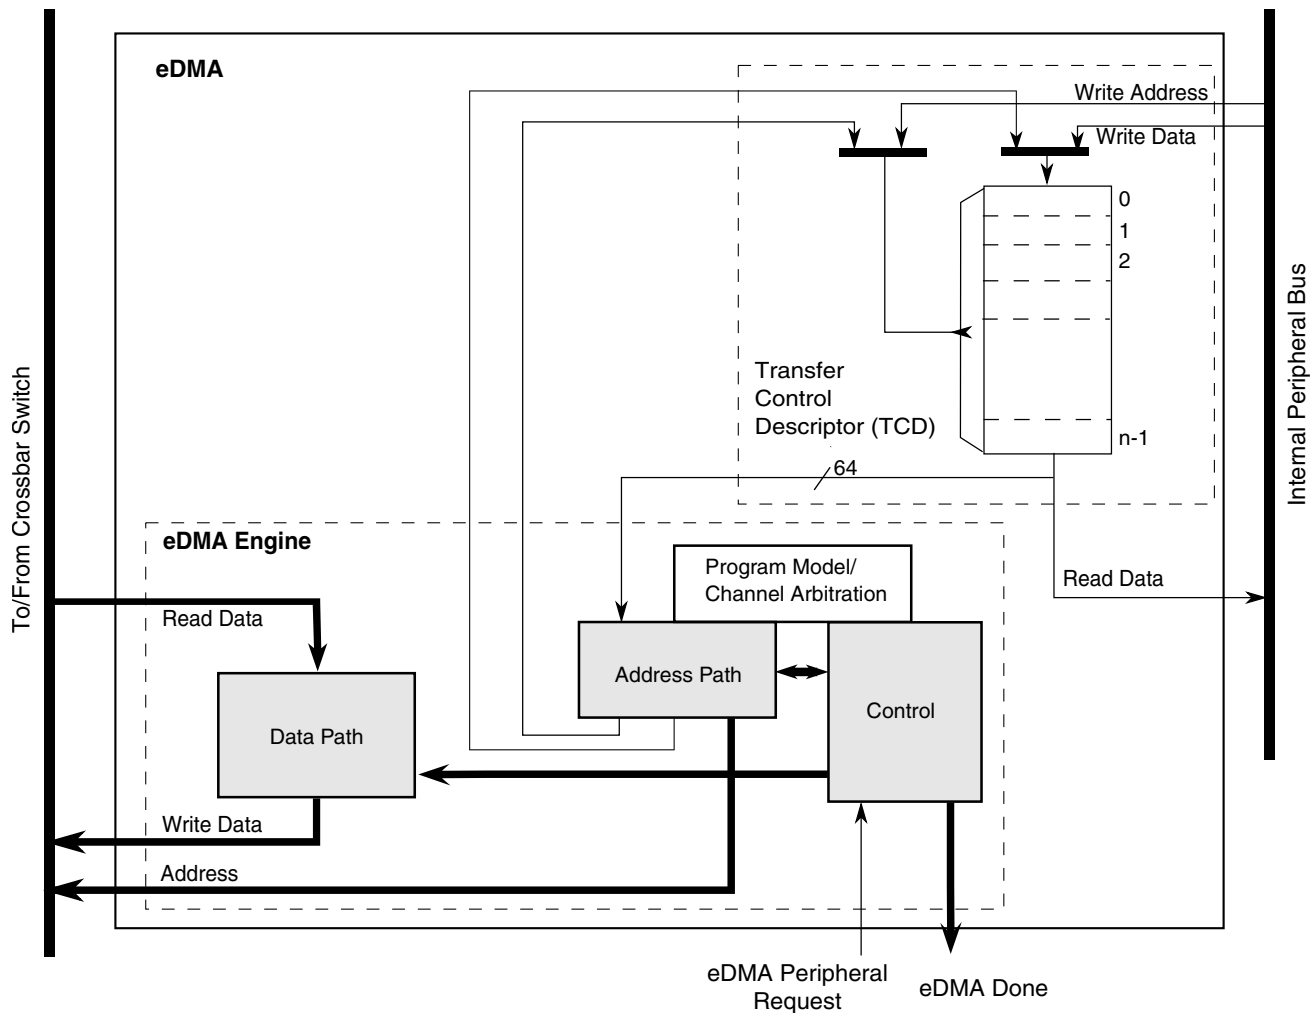 eDMA
Write Address
Write Data
0
1
2
n-1
Transfer
Control
Descriptor (TCD)
64
Internal Peripheral Bus
To/From Crossbar Switch
eDMA Engine
Program Model/
Channel Arbitration
Read Data
Read Data
Address Path
Control
Data Path
Write Data
Address
eDMA Peripheral
Request
eDMA Done